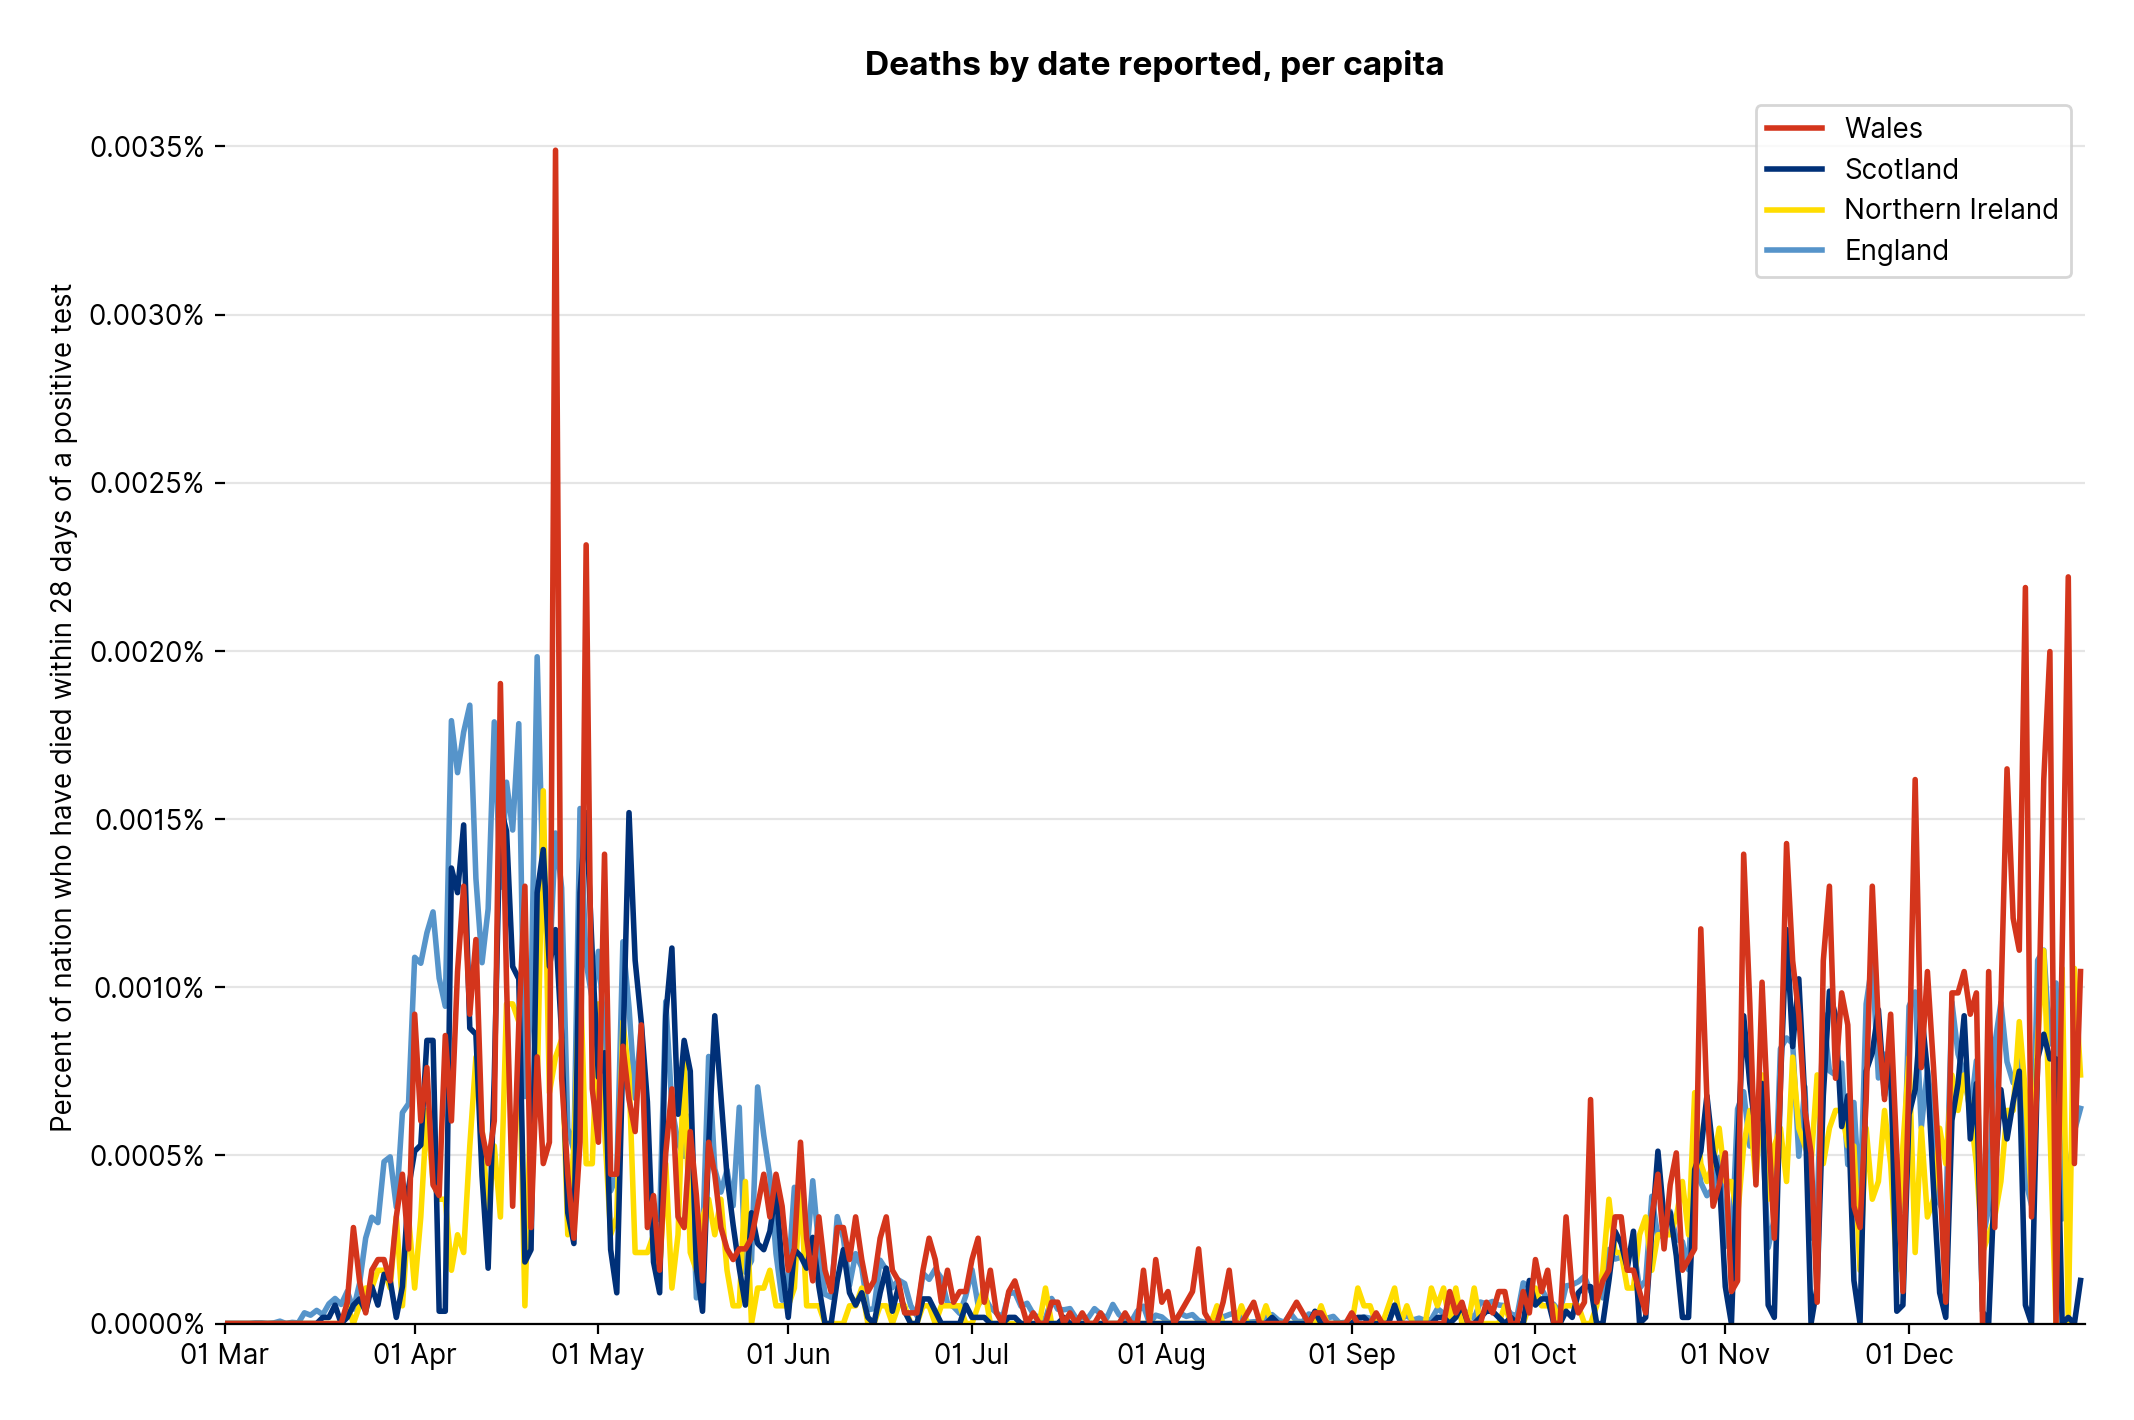 Deaths by date reported, per capita
Wales
Scotland
Northern Ireland
England
Percent of nation who have died within 28 days of a positive test
0.0035%
0.0030%
0.0025%
0.0020%
0.0015%
0.0010%
0.0005%
0.0000%
01 Mar
01 Apr
01 May
01 Jun
01 Jul
01 Aug
01 Sep
01 Oct
01 Nov
01 Dec